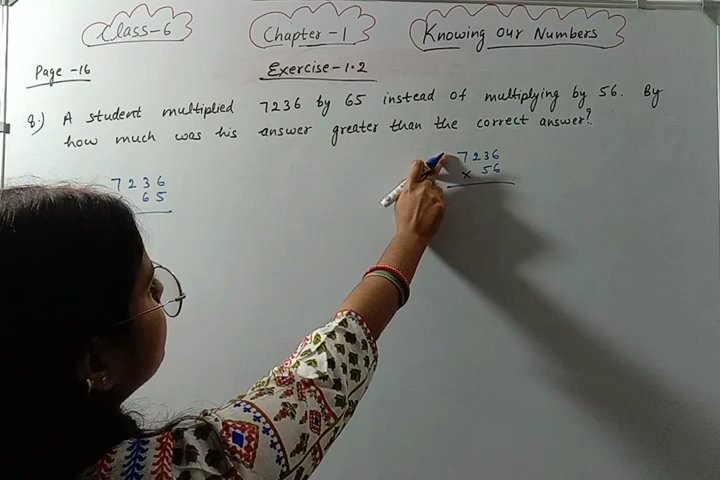 Class-6 Chapter-1 Knowing Our Numbers
Page -16 Exercise-1.2
8.) A student multiplied 7236 by 65 instead of multiplying by 56. By
how much was his answer greater than the correct answer?
7236
65
7236
× 56